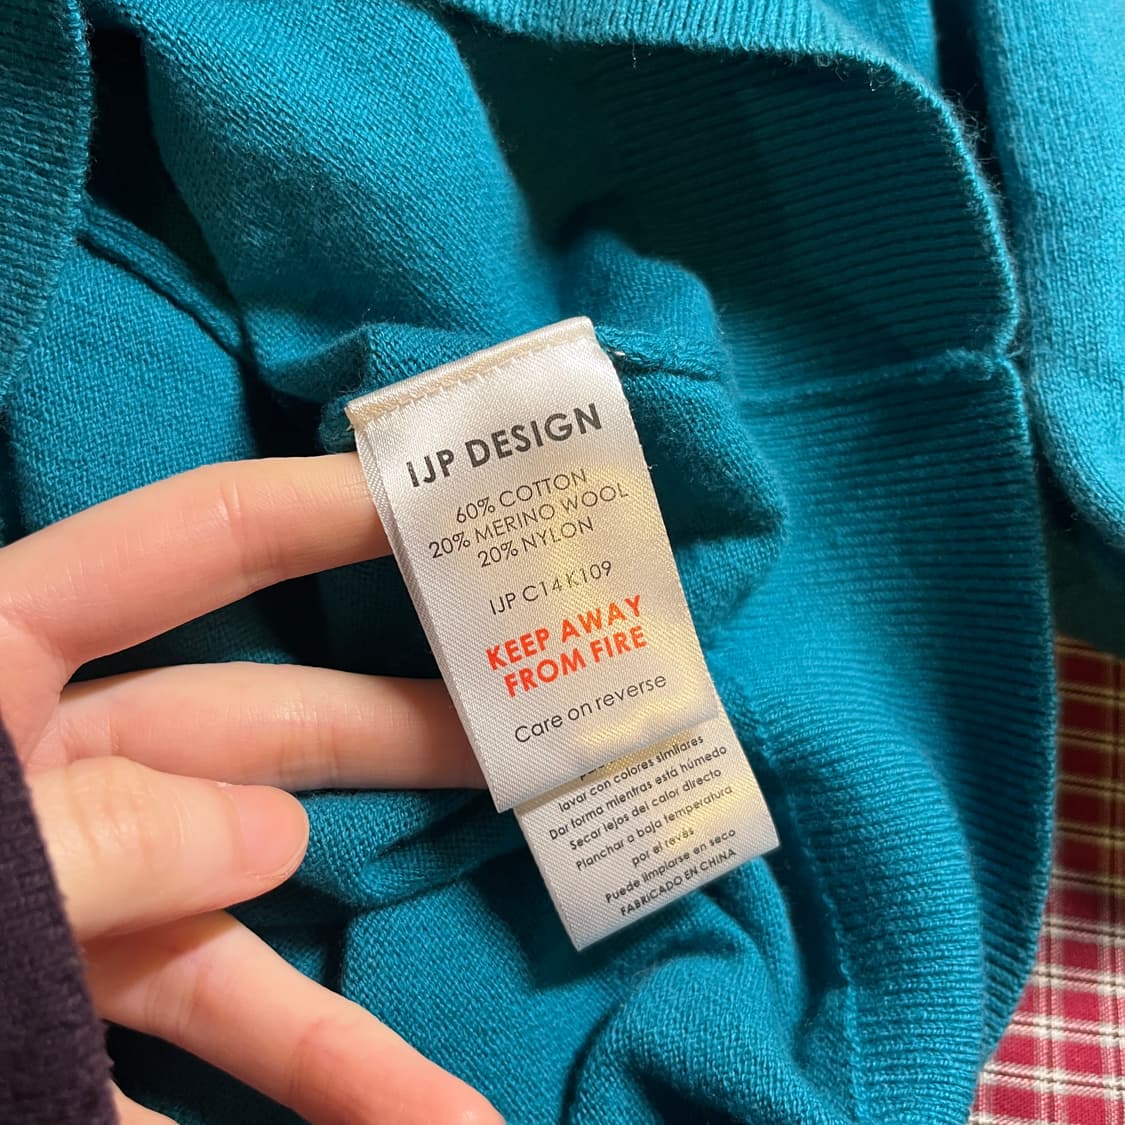 IJP DESIGN
60% COTTON
20% MERINO WOOL
20% NYLON
IJP C14K109
KEEP AWAY
FROM FIRE
Care on reverse
lavar con colores similares
Dar forma mientras está húmedo
Secar lejos del calor directo
Planchar a baja temperatura
por el revés
Puede limpiarse en seco
FABRICADO EN CHINA